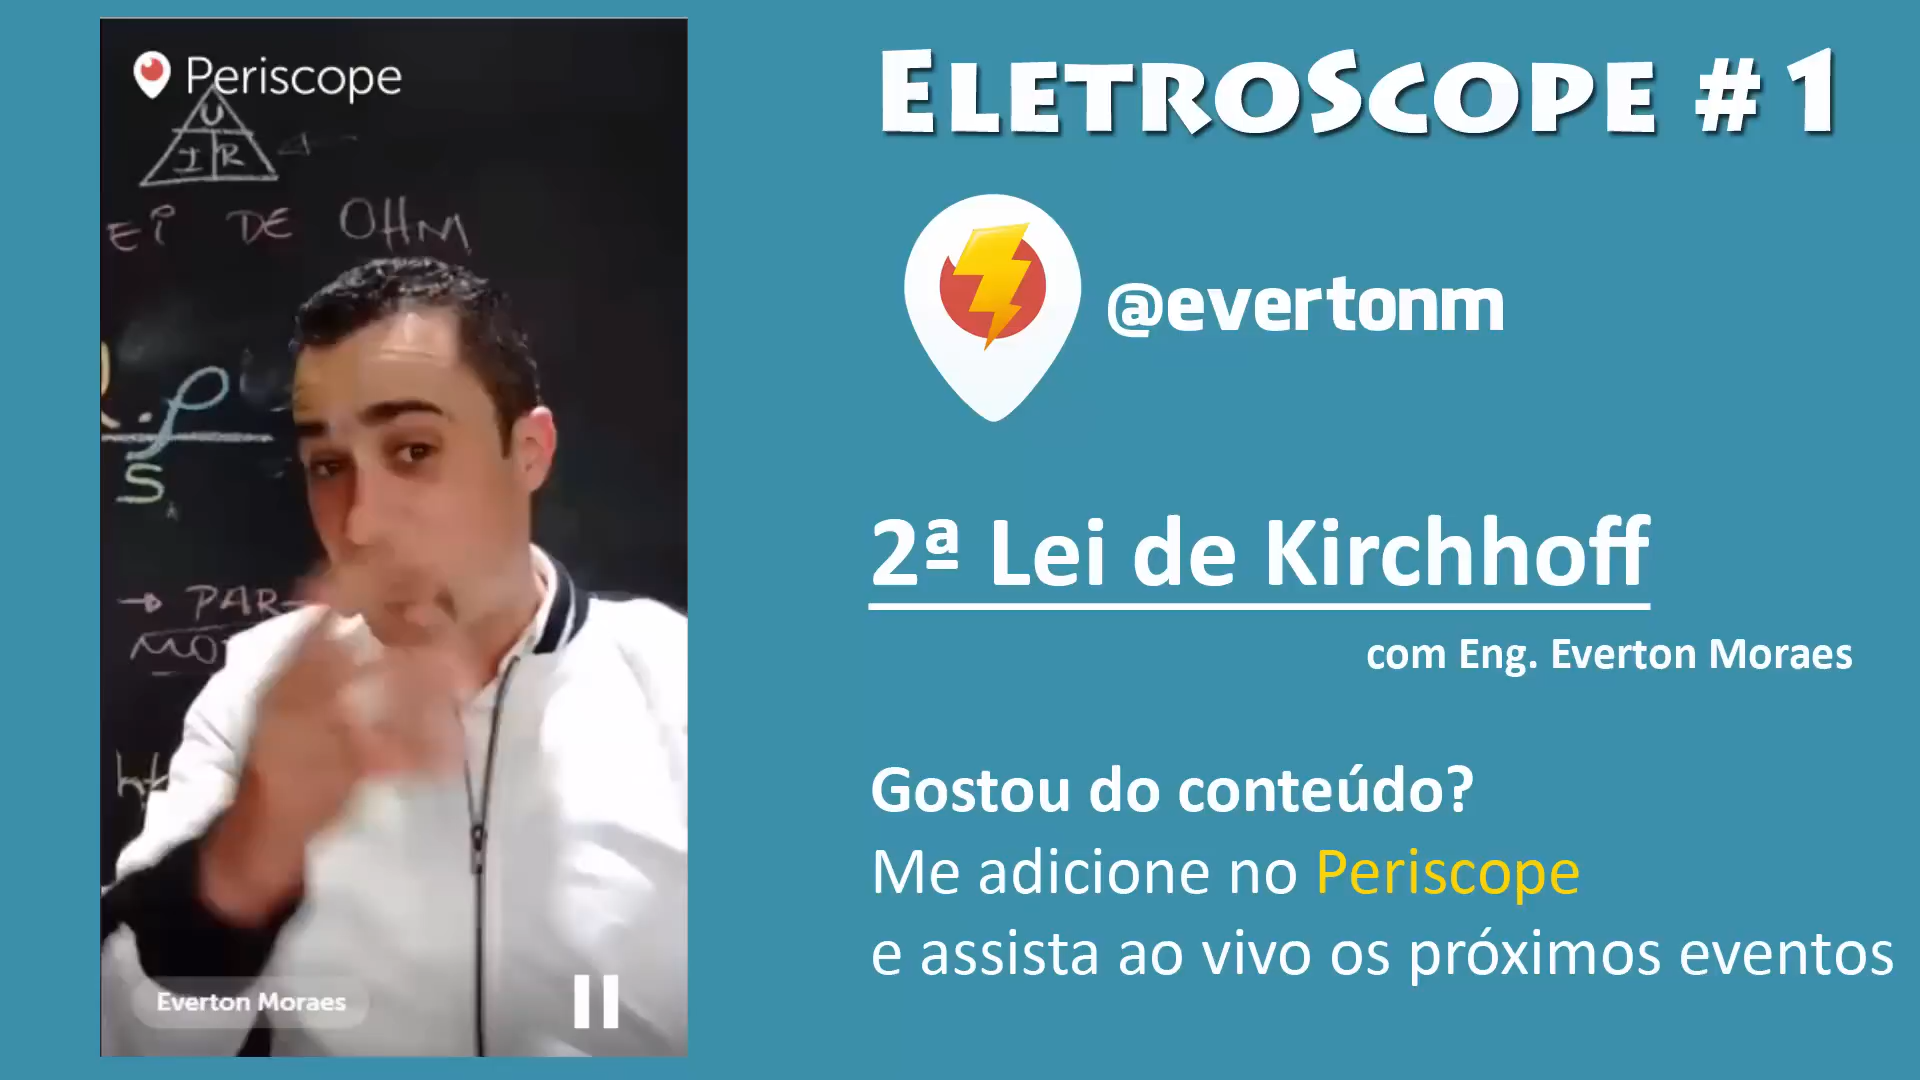 Periscope
U
I R
EI DE OHM
. ρ
S
→ PAR
MO
Everton Moraes
ELETROSCOPE #1
@evertonm
2ª Lei de Kirchhoff
com Eng. Everton Moraes
Gostou do conteúdo?
Me adicione no Periscope
e assista ao vivo os próximos eventos